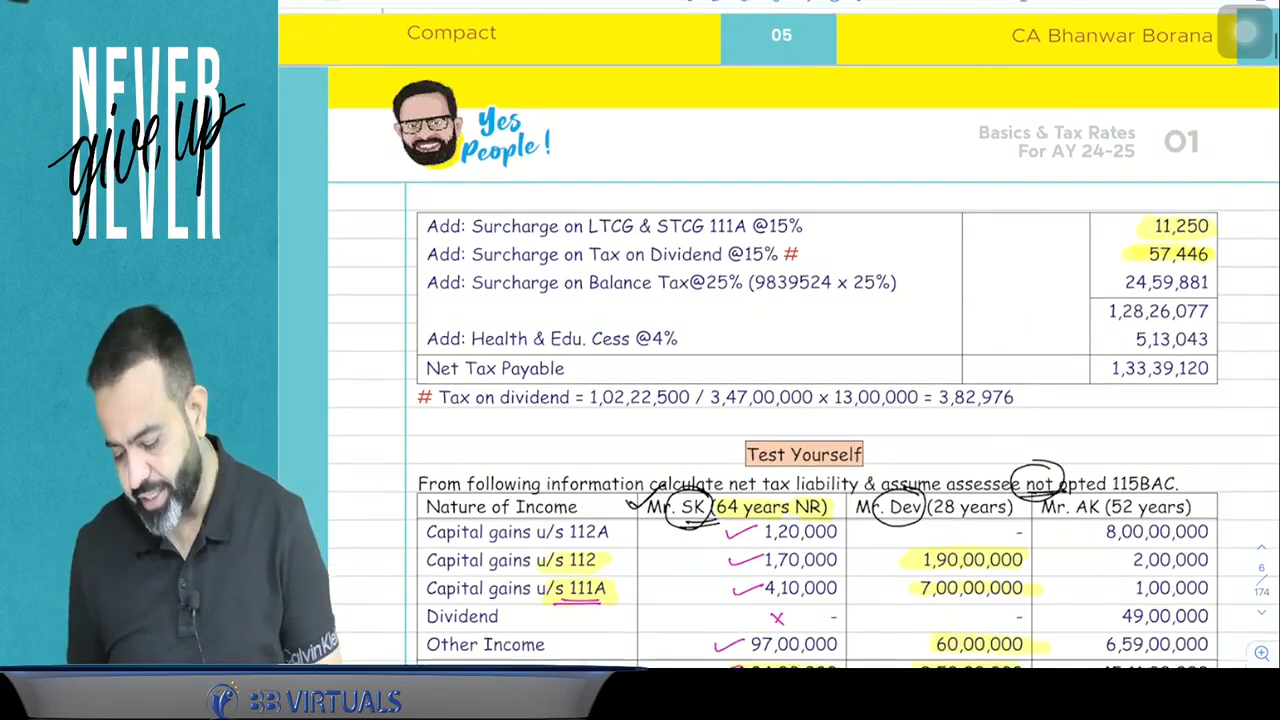 NEVER
give up
NEVER
Compact
05
CA Bhanwar Borana
Yes
People!
Basics & Tax Rates
For AY 24-25
01
Add: Surcharge on LTCG & STCG 111A @15% 11,250
Add: Surcharge on Tax on Dividend @15% # 57,446
Add: Surcharge on Balance Tax@25% (9839524 x 25%) 24,59,881
1,28,26,077
Add: Health & Edu. Cess @4% 5,13,043
Net Tax Payable 1,33,39,120
# Tax on dividend = 1,02,22,500 / 3,47,00,000 x 13,00,000 = 3,82,976
Test Yourself
From following information calculate net tax liability & assume assessee not opted 115BAC.
Nature of Income Mr. SK (64 years NR) Mr. Dev (28 years) Mr. AK (52 years)
Capital gains u/s 112A 1,20,000 - 8,00,00,000
Capital gains u/s 112 1,70,000 1,90,00,000 2,00,000
Capital gains u/s 111A 4,10,000 7,00,00,000 1,00,000
Dividend - - 49,00,000
Other Income 97,00,000 60,00,000 6,59,00,000
6
174
Calvin Klein
BB VIRTUALS